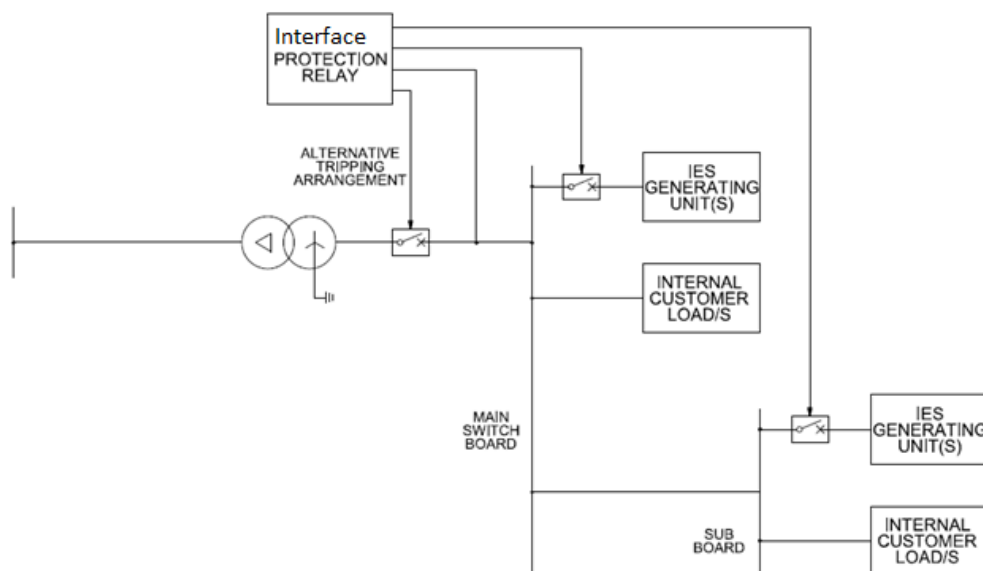 Interface
PROTECTION
RELAY
ALTERNATIVE
TRIPPING
ARRANGEMENT
IES
GENERATING
UNIT(S)
INTERNAL
CUSTOMER
LOAD/S
MAIN
SWITCH
BOARD
IES
GENERATING
UNIT(S)
SUB
BOARD
INTERNAL
CUSTOMER
LOAD/S